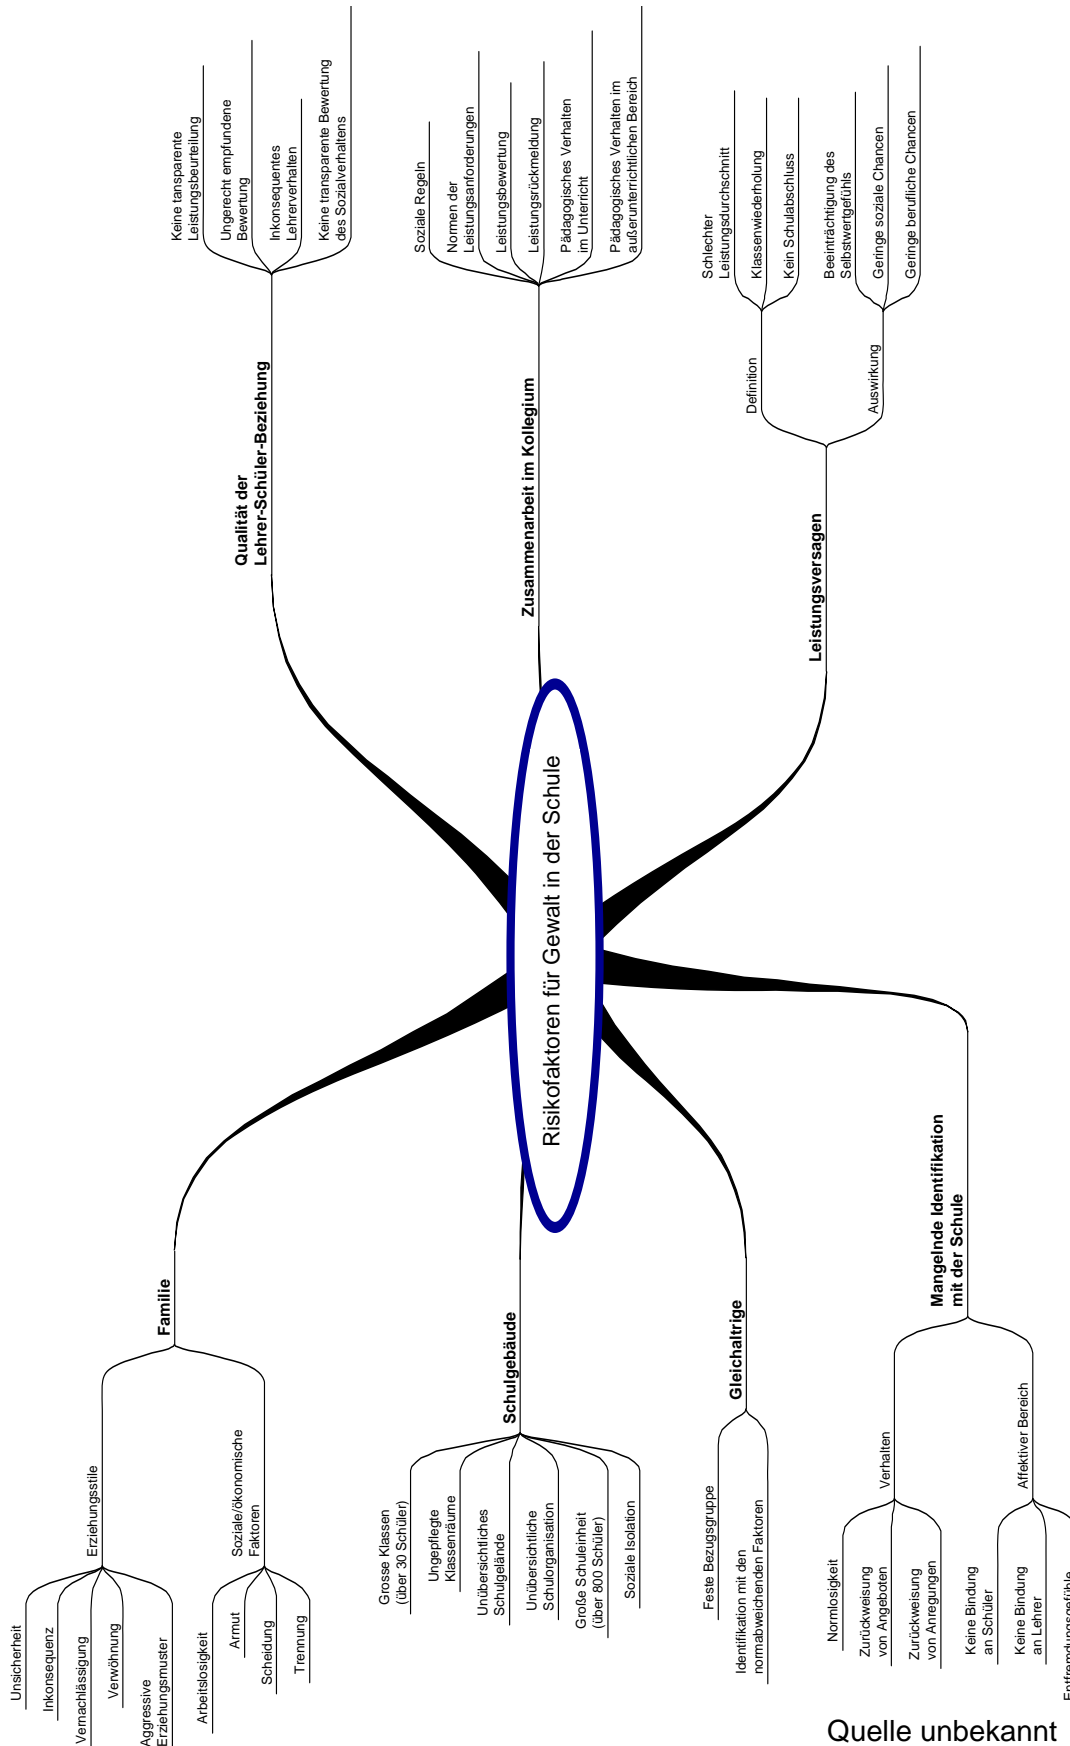 Risikofaktoren für Gewalt in der Schule
Familie
Erziehungsstile
Unsicherheit
Inkonsequenz
Vernachlässigung
Verwöhnung
Aggressive
Erziehungsmuster
Soziale/ökonomische
Faktoren
Arbeitslosigkeit
Armut
Scheidung
Trennung
Schulgebäude
Grosse Klassen
(über 30 Schüler)
Ungepflegte
Klassenräume
Unübersichtliches
Schulgelände
Unübersichtliche
Schulorganisation
Große Schuleinheit
(über 800 Schüler)
Soziale Isolation
Gleichaltrige
Feste Bezugsgruppe
Identifikation mit den
normabweichenden Faktoren
Mangelnde Identifikation
mit der Schule
Verhalten
Normlosigkeit
Zurückweisung
von Angeboten
Zurückweisung
von Anregungen
Affektiver Bereich
Keine Bindung
an Schüler
Keine Bindung
an Lehrer
Entfremdungsgefühle
Qualität der
Lehrer-Schüler-Beziehung
Keine tansparente
Leistungsbeurteilung
Ungerecht empfundene
Bewertung
Inkonsequentes
Lehrerverhalten
Keine transparente Bewertung
des Sozialverhaltens
Zusammenarbeit im Kollegium
Soziale Regeln
Normen der
Leistungsanforderungen
Leistungsbewertung
Leistungsrückmeldung
Pädagogisches Verhalten
im Unterricht
Pädagogisches Verhalten im
außerunterrichtlichen Bereich
Leistungsversagen
Definition
Schlechter
Leistungsdurchschnitt
Klassenwiederholung
Kein Schulabschluss
Auswirkung
Beeinträchtigung des
Selbstwertgefühls
Geringe soziale Chancen
Geringe berufliche Chancen
Quelle unbekannt